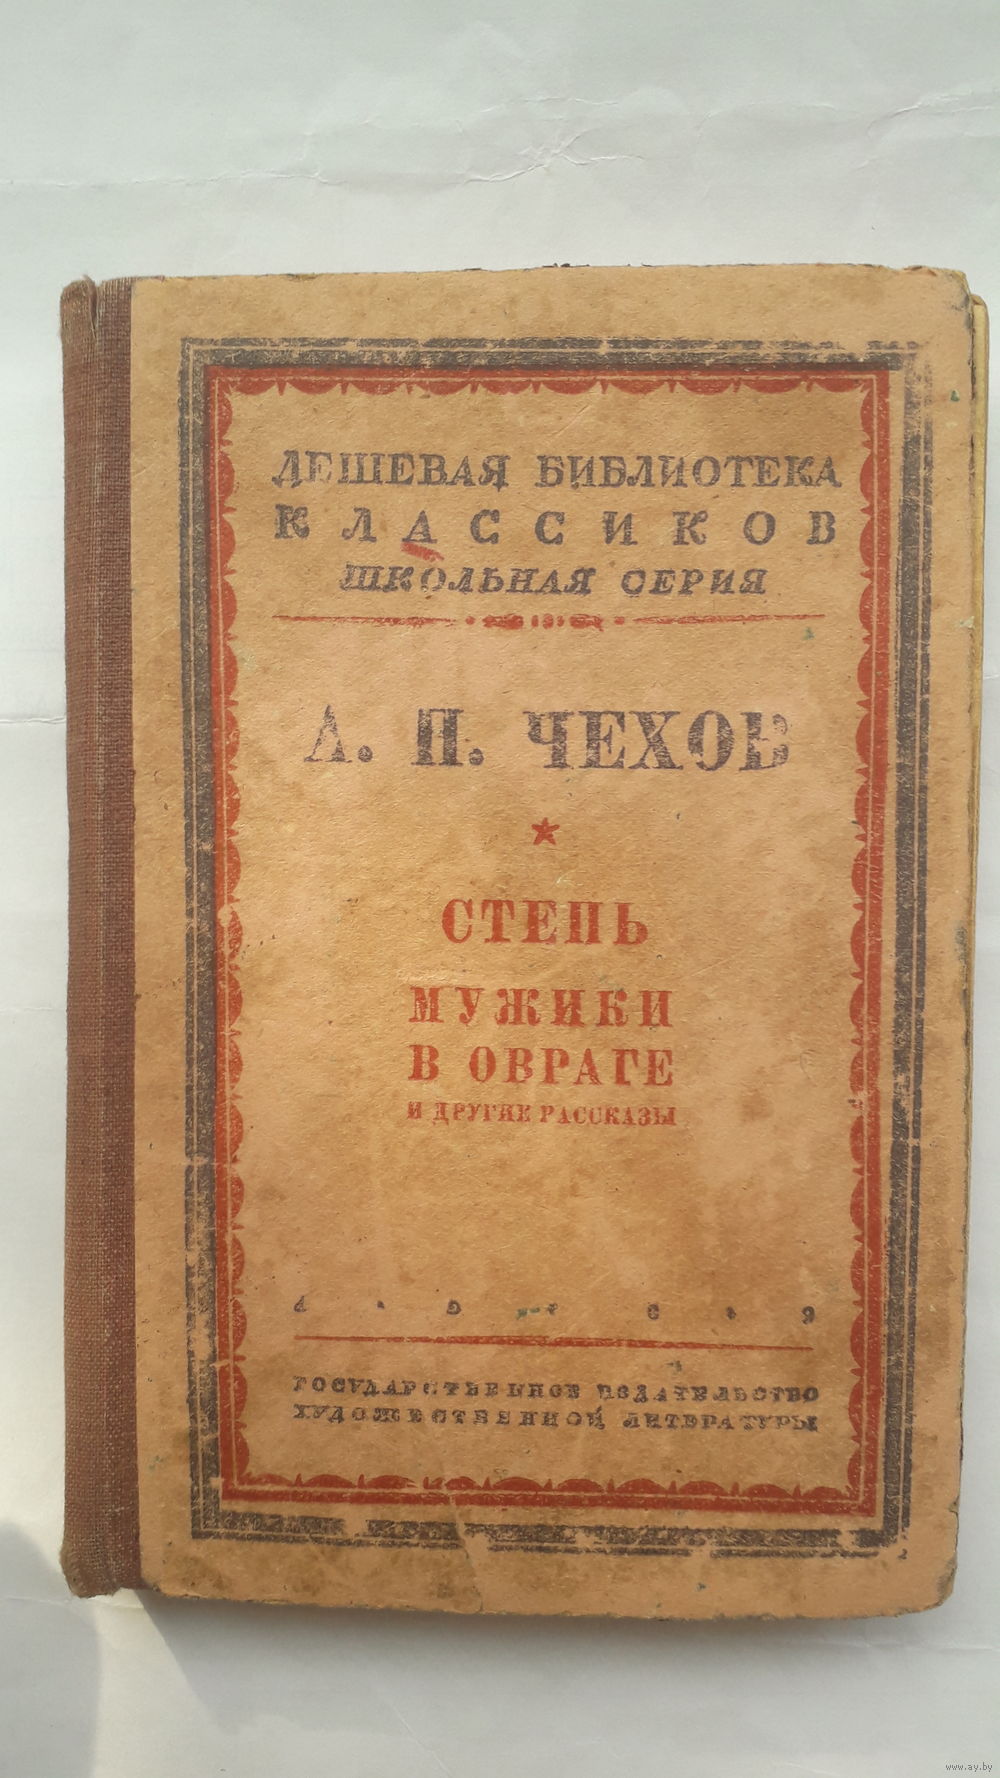 ДЕШЕВАЯ БИБЛИОТЕКА
КЛАССИКОВ
ШКОЛЬНАЯ СЕРИЯ
А. П. ЧЕХОВ
СТЕПЬ
МУЖИКИ
В ОВРАГЕ
И ДРУГИЕ РАССКАЗЫ
ГОСУДАРСТВЕННОЕ ИЗДАТЕЛЬСТВО
ХУДОЖЕСТВЕННОЙ ЛИТЕРАТУРЫ
www.ay.by